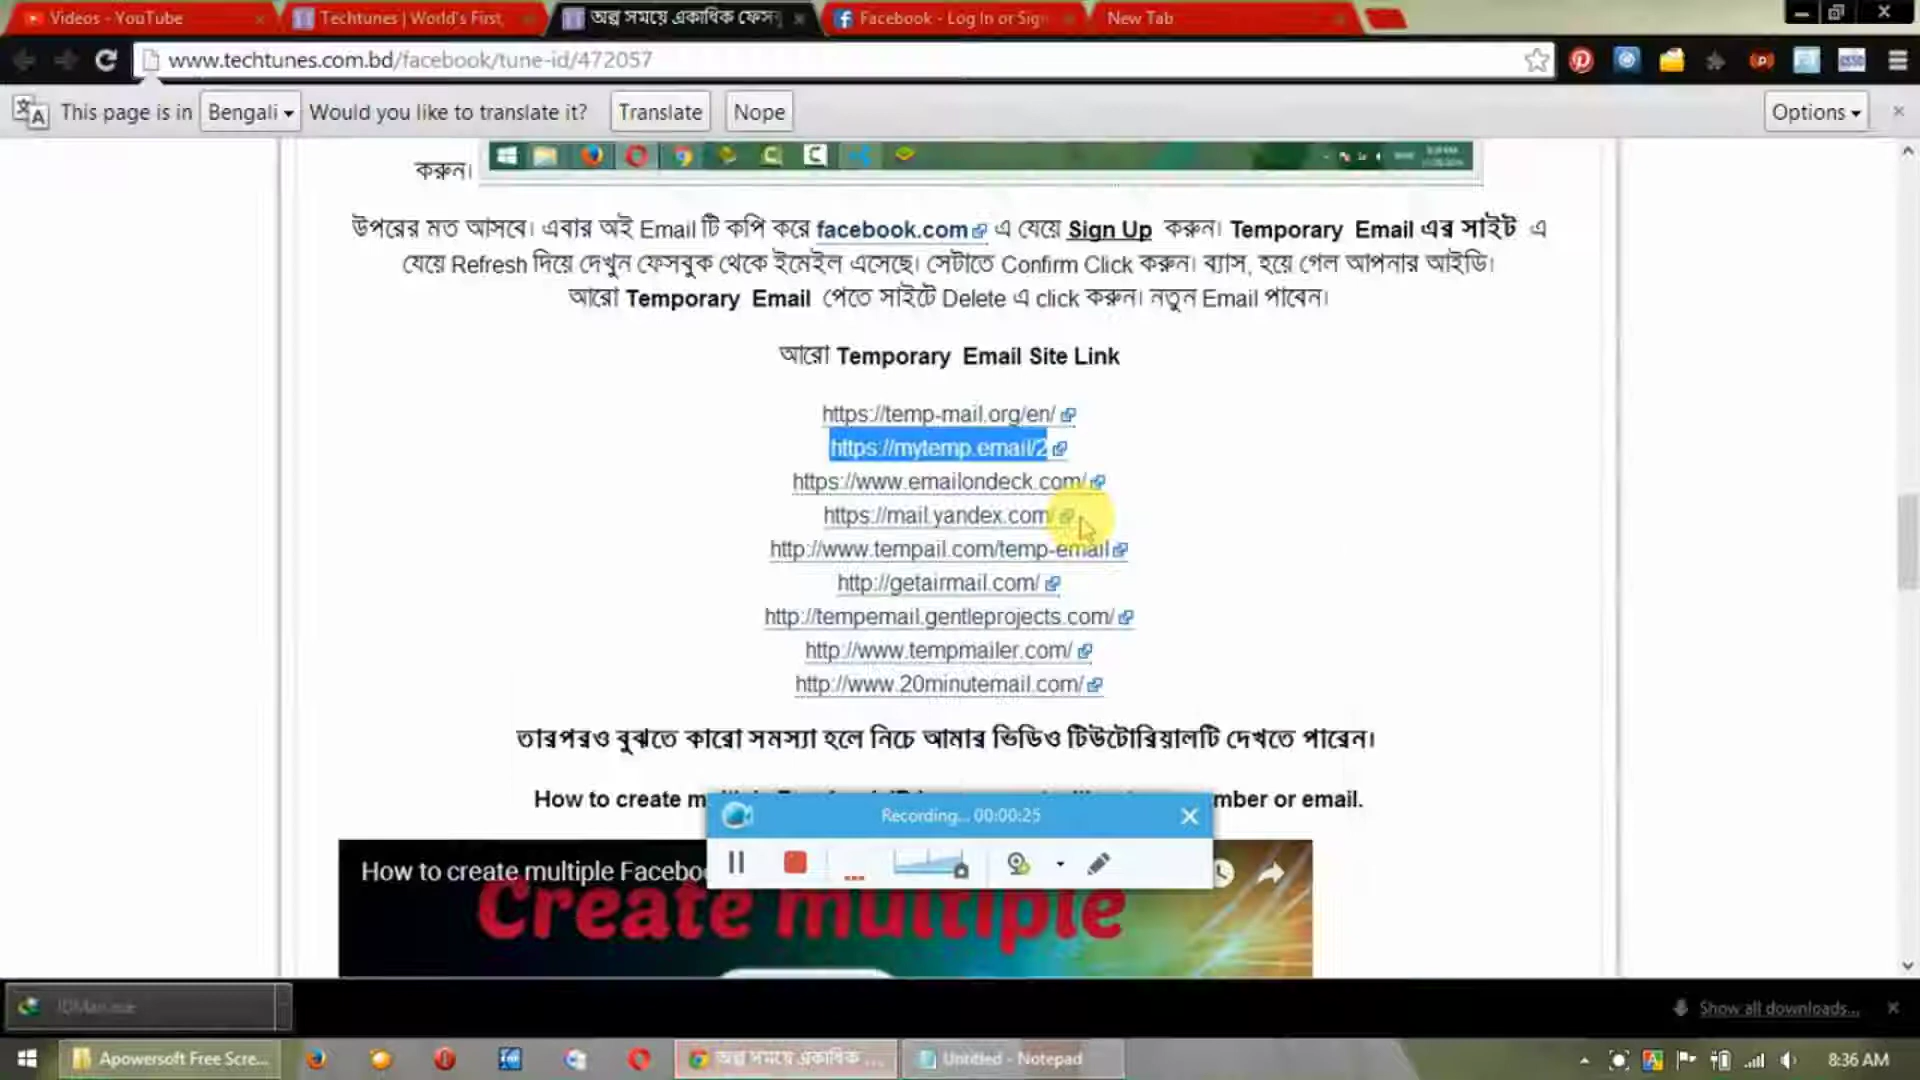 Videos - YouTube
Techtunes | World's First,
অল্প সময়ে একাধিক ফেসবু
Facebook - Log In or Sign
New Tab
www.techtunes.com.bd/facebook/tune-id/472057
This page is in Bengali Would you like to translate it? Translate Nope Options
করুন।
উপরের মত আসবে। এবার অই Email টি কপি করে facebook.com এ যেয়ে Sign Up করুন। Temporary Email এর সাইট এ
যেয়ে Refresh দিয়ে দেখুন ফেসবুক থেকে ইমেইল এসেছে। সেটাতে Confirm Click করুন। ব্যাস, হয়ে গেল আপনার আইডি।
আরো Temporary Email পেতে সাইটে Delete এ click করুন। নতুন Email পাবেন।
আরো Temporary Email Site Link
https://temp-mail.org/en/
https://mytemp.email/2
https://www.emailondeck.com/
https://mail.yandex.com/
http://www.tempail.com/temp-email
http://getairmail.com/
http://tempemail.gentleprojects.com/
http://www.tempmailer.com/
http://www.20minutemail.com/
তারপরও বুঝতে কারো সমস্যা হলে নিচে আমার ভিডিও টিউটোরিয়ালটি দেখতে পারেন।
How to create m
mber or email.
Recording... 00:00:25
How to create multiple Facebo
Create multiple
IDMan.exe
Show all downloads...
Apowersoft Free Scre...
অল্প সময়ে একাধিক ...
Untitled - Notepad
8:36 AM